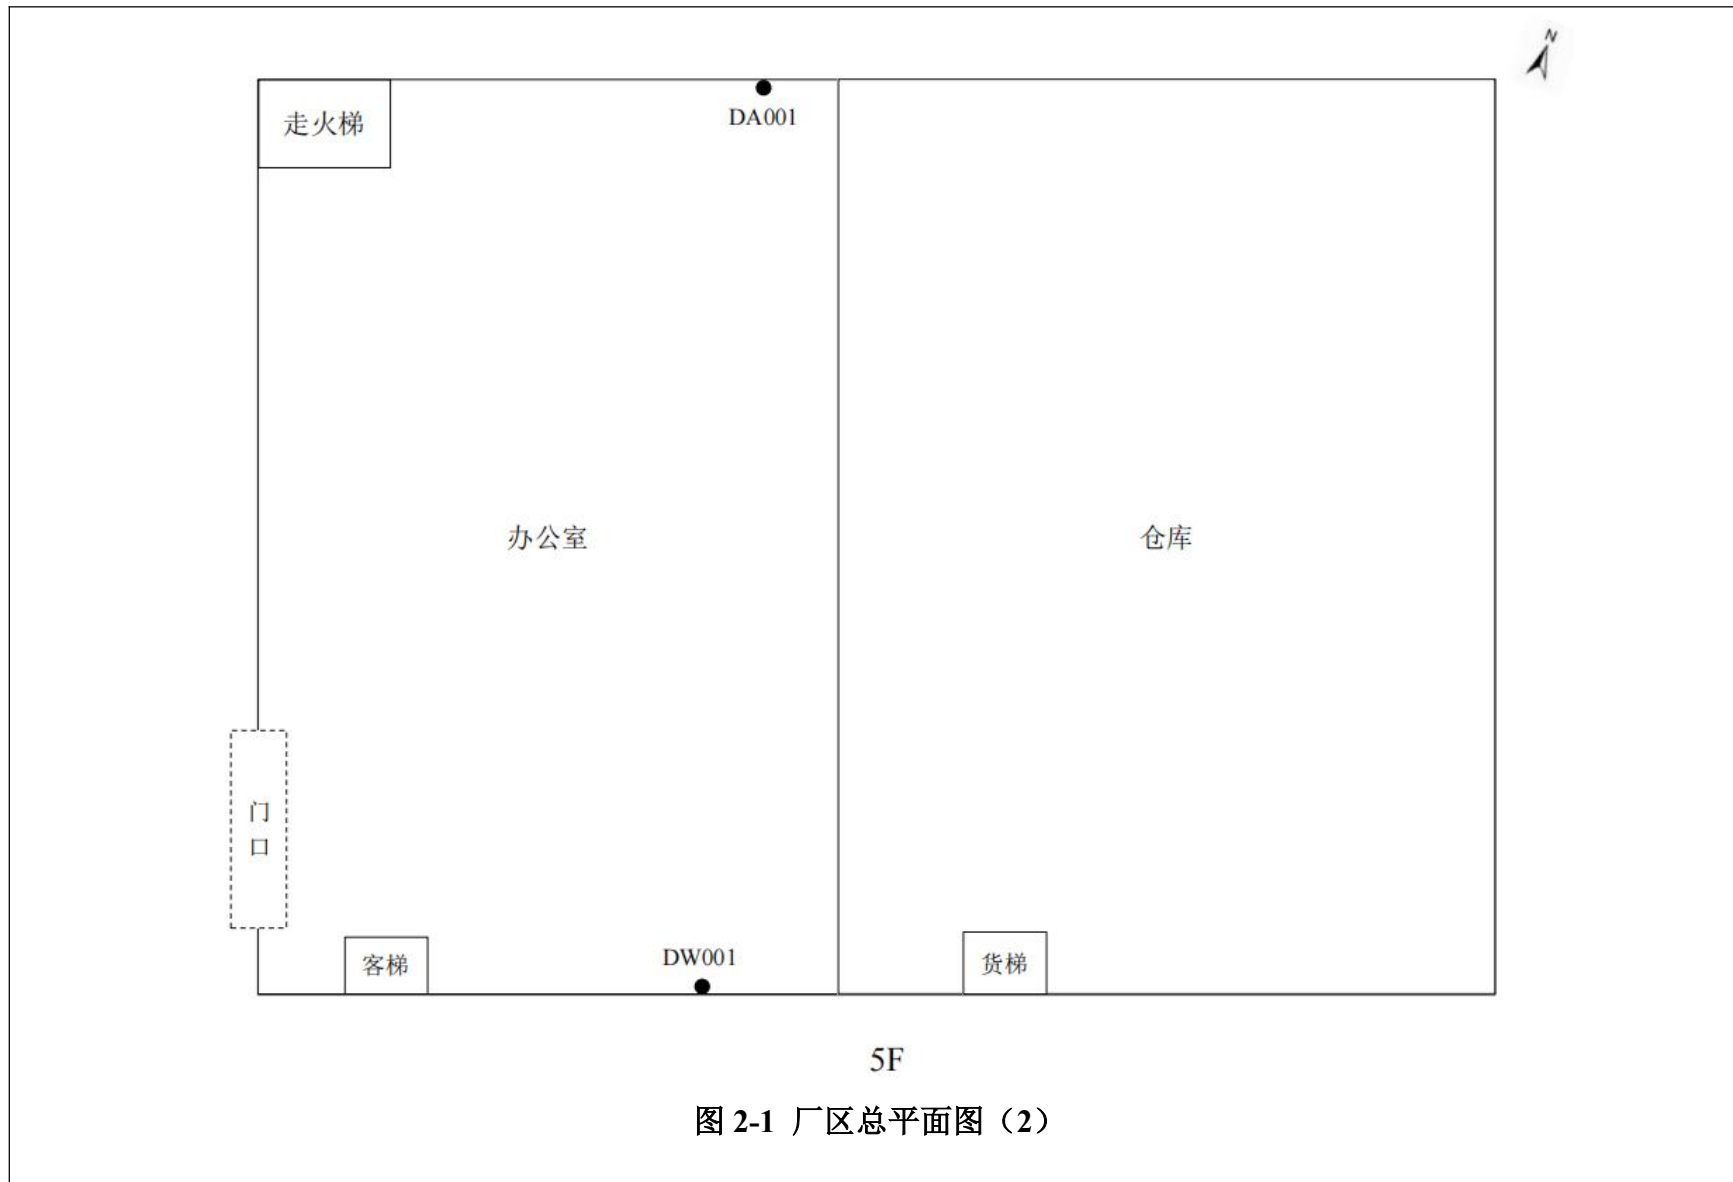 N
走火梯
DA001
办公室
仓库
门
口
客梯
DW001
货梯
5F
图 2-1 厂区总平面图（2）